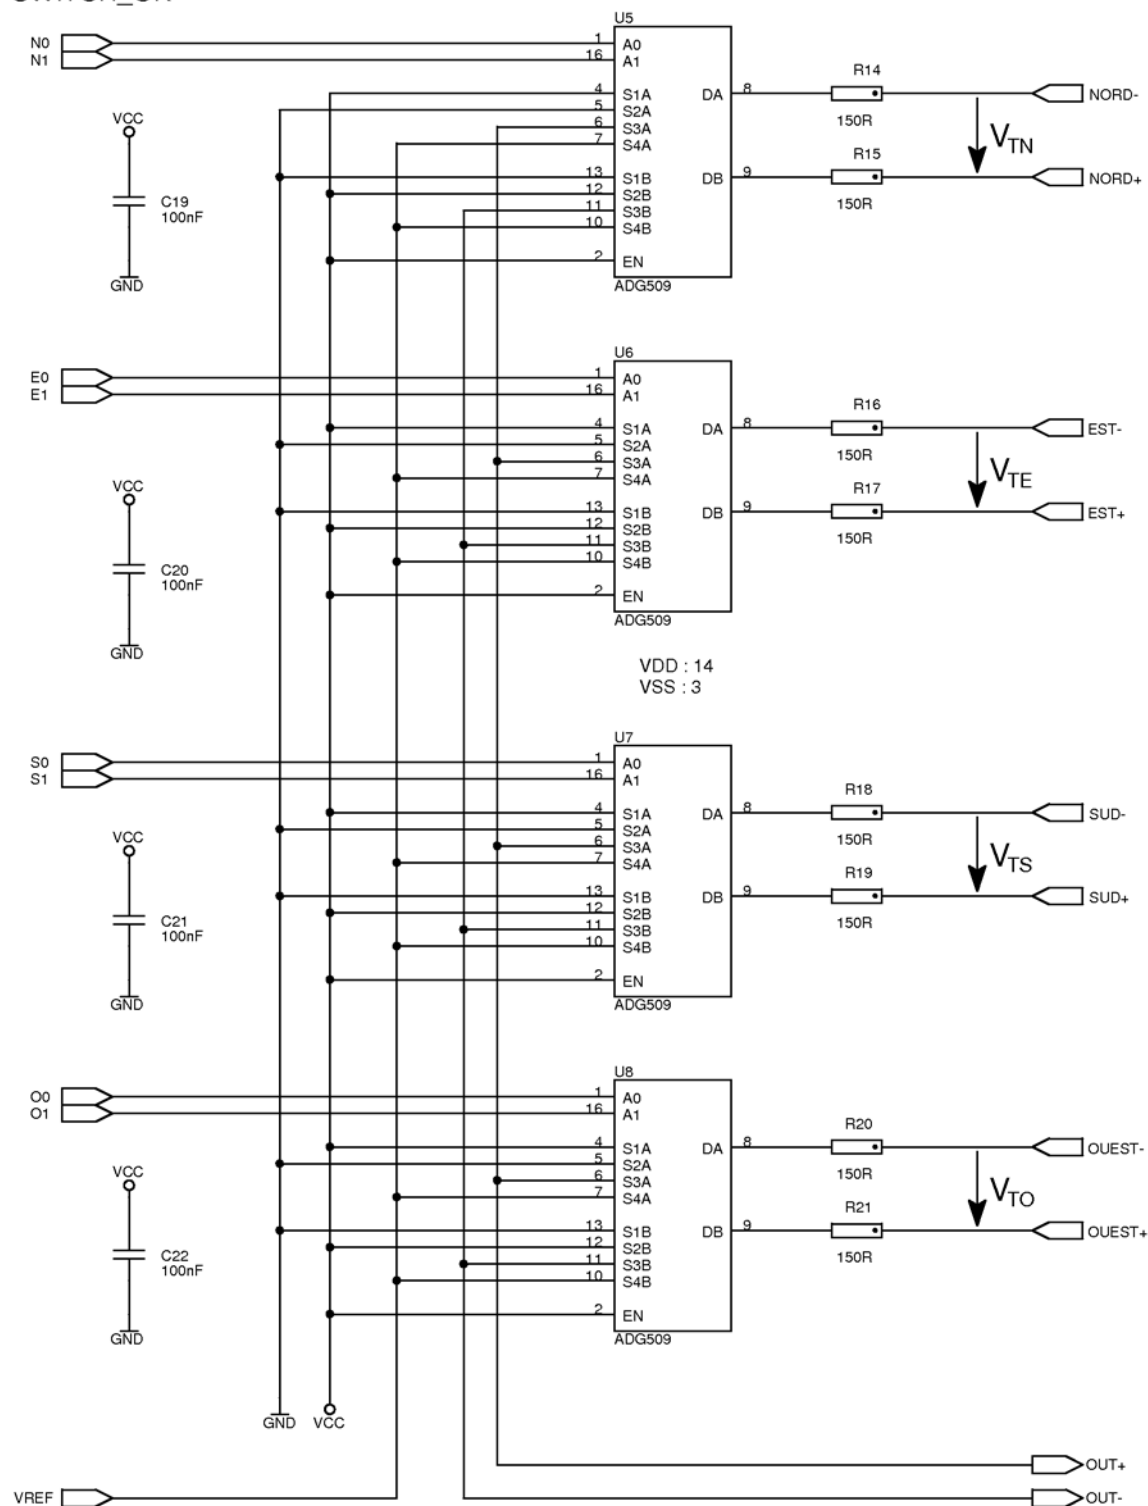 U5
N0
N1
1 A0
16 A1
4 S1A DA 8
5 S2A
6 S3A
7 S4A
13 S1B DB 9
12 S2B
11 S3B
10 S4B
2 EN
ADG509
R14
150R
NORD-
VTN
R15
150R
NORD+
VCC
C19
100nF
GND
U6
E0
E1
1 A0
16 A1
4 S1A DA 8
5 S2A
6 S3A
7 S4A
13 S1B DB 9
12 S2B
11 S3B
10 S4B
2 EN
ADG509
R16
150R
EST-
VTE
R17
150R
EST+
VCC
C20
100nF
GND
VDD : 14
VSS : 3
U7
S0
S1
1 A0
16 A1
4 S1A DA 8
5 S2A
6 S3A
7 S4A
13 S1B DB 9
12 S2B
11 S3B
10 S4B
2 EN
ADG509
R18
150R
SUD-
VTS
R19
150R
SUD+
VCC
C21
100nF
GND
U8
O0
O1
1 A0
16 A1
4 S1A DA 8
5 S2A
6 S3A
7 S4A
13 S1B DB 9
12 S2B
11 S3B
10 S4B
2 EN
ADG509
R20
150R
OUEST-
VTO
R21
150R
OUEST+
VCC
C22
100nF
GND
GND VCC
OUT+
VREF
OUT-